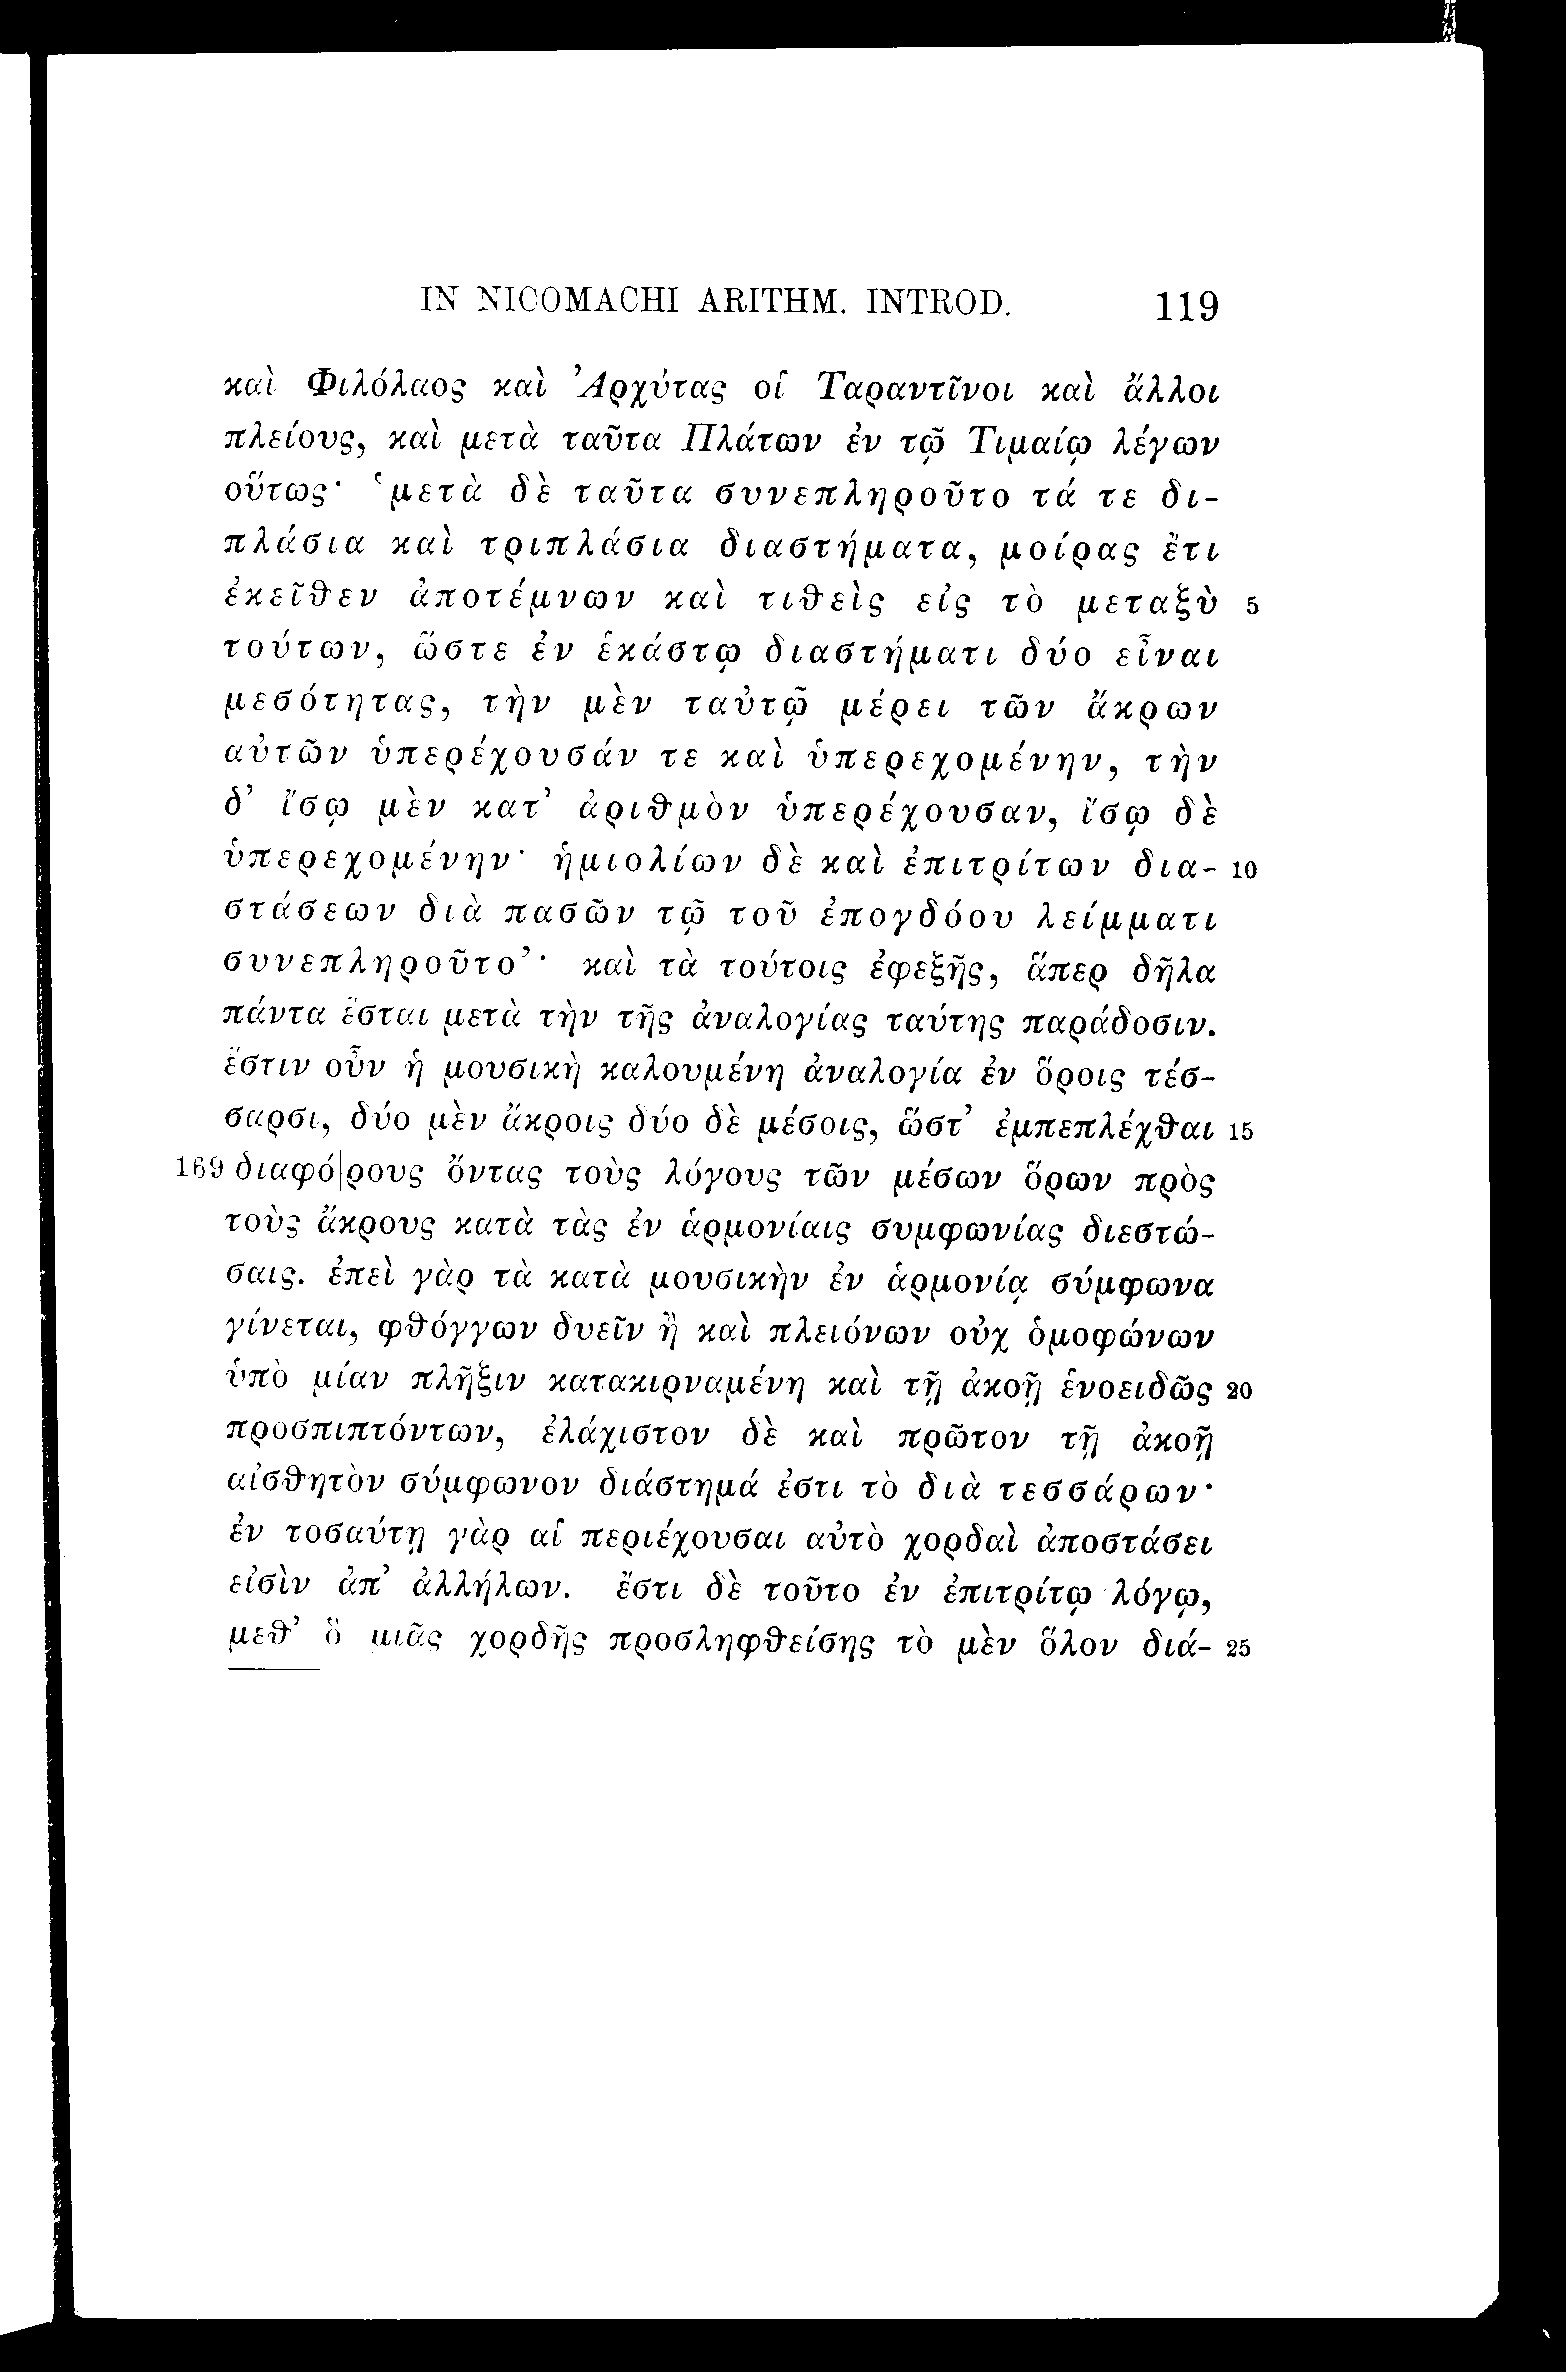 IN NICOMACHI ARITHM. INTROD. 119
καὶ Φιλόλαος καὶ Ἀρχύτας οἱ Ταραντῖνοι καὶ ἄλλοι
πλείους, καὶ μετὰ ταῦτα Πλάτων ἐν τῷ Τιμαίῳ λέγων
οὕτως· ‘μετὰ δὲ ταῦτα συνεπληροῦτο τά τε δι-
πλάσια καὶ τριπλάσια διαστήματα, μοίρας ἔτι
ἐκεῖθεν ἀποτέμνων καὶ τιθεὶς εἰς τὸ μεταξὺ 5
τούτων, ὥστε ἐν ἑκάστῳ διαστήματι δύο εἶναι
μεσότητας, τὴν μὲν ταὐτῷ μέρει τῶν ἄκρων
αὐτῶν ὑπερέχουσάν τε καὶ ὑπερεχομένην, τὴν
δ’ ἴσῳ μὲν κατ’ ἀριθμὸν ὑπερέχουσαν, ἴσῳ δὲ
ὑπερεχομένην· ἡμιολίων δὲ καὶ ἐπιτρίτων δια- 10
στάσεων διὰ πασῶν τῷ τοῦ ἐπογδόου λείμματι
συνεπληροῦτο’· καὶ τὰ τούτοις ἐφεξῆς, ἅπερ δῆλα
πάντα ἔσται μετὰ τὴν τῆς ἀναλογίας ταύτης παράδοσιν.
ἔστιν οὖν ἡ μουσικὴ καλουμένη ἀναλογία ἐν ὅροις τέσ-
σαρσι, δύο μὲν ἄκροις δύο δὲ μέσοις, ὥστ’ ἐμπεπλέχθαι 15
169 διαφό|ρους ὄντας τοὺς λόγους τῶν μέσων ὅρων πρὸς
τοὺς ἄκρους κατὰ τὰς ἐν ἁρμονίαις συμφωνίας διεστώ-
σαις. ἐπεὶ γὰρ τὰ κατὰ μουσικὴν ἐν ἁρμονίᾳ σύμφωνα
γίνεται, φθόγγων δυεῖν ἢ καὶ πλειόνων οὐχ ὁμοφώνων
ὑπὸ μίαν πλῆξιν κατακιρναμένη καὶ τῇ ἀκοῇ ἑνοειδῶς 20
προσπιπτόντων, ἐλάχιστον δὲ καὶ πρῶτον τῇ ἀκοῇ
αἰσθητὸν σύμφωνον διάστημά ἐστι τὸ διὰ τεσσάρων·
ἐν τοσαύτῃ γὰρ αἱ περιέχουσαι αὐτὸ χορδαὶ ἀποστάσει
εἰσὶν ἀπ’ ἀλλήλων. ἔστι δὲ τοῦτο ἐν ἐπιτρίτῳ λόγῳ,
μεθ’ ὃ μιᾶς χορδῆς προσληφθείσης τὸ μὲν ὅλον διά- 25